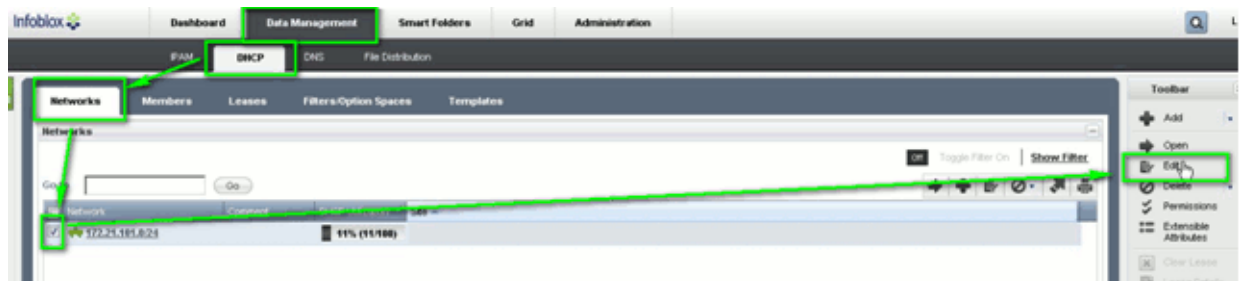 Infoblox Dashboard Data Management Smart Folders Grid Administration L
IPAM DHCP DNS File Distribution
Networks Members Leases Filters/Option Spaces Templates
Toolbar
Networks
Add
Off Toggle Filter On Show Filter
Open
Edit
Go Go
Delete
Network Comment Site
Permissions
172.21.101.0/24 11% (11/100)
Extensible
Attributes
Clear Lease